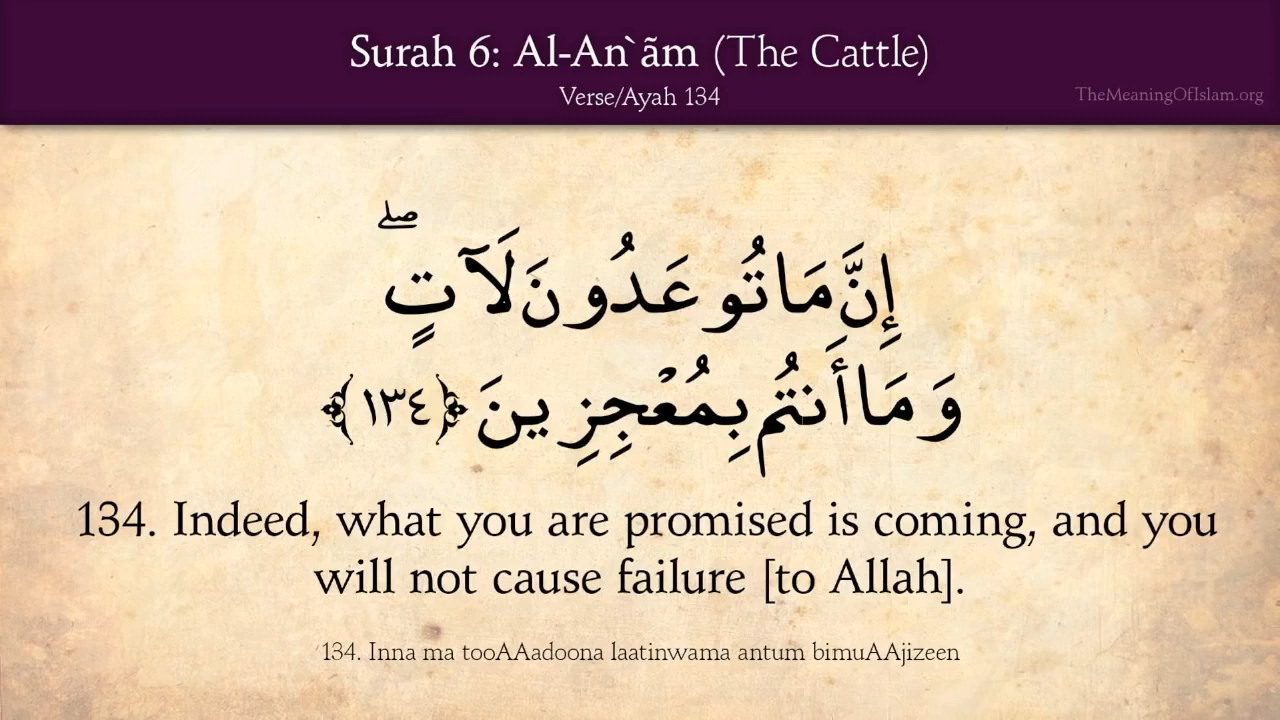 Surah 6: Al-An`ãm (The Cattle)
Verse/Ayah 134
TheMeaningOfIslam.org
إِنَّ مَا تُوعَدُونَ لَآتٍ ۖ
وَمَا أَنتُم بِمُعْجِزِينَ ﴿١٣٤﴾
134. Indeed, what you are promised is coming, and you
will not cause failure [to Allah].
134. Inna ma tooAAadoona laatinwama antum bimuAAjizeen